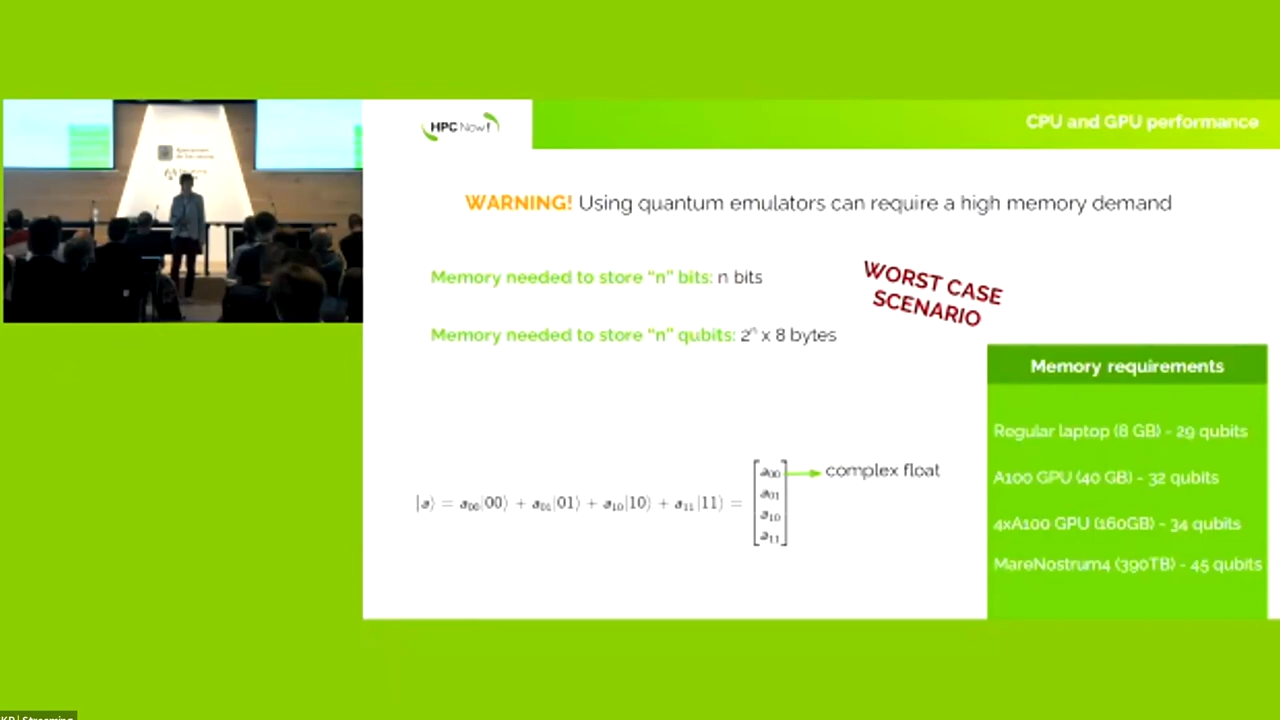 HPC Now!
CPU and GPU performance
WARNING! Using quantum emulators can require a high memory demand
Memory needed to store “n” bits: n bits
WORST CASE
SCENARIO
Memory needed to store “n” qubits: 2ⁿ x 8 bytes
Memory requirements
Regular laptop (8 GB) - 29 qubits
A100 GPU (40 GB) - 32 qubits
4xA100 GPU (160GB) - 34 qubits
MareNostrum4 (390TB) - 45 qubits
complex float
|a⟩ = a₀₀|00⟩ + a₀₁|01⟩ + a₁₀|10⟩ + a₁₁|11⟩ =
a₀₀
a₀₁
a₁₀
a₁₁